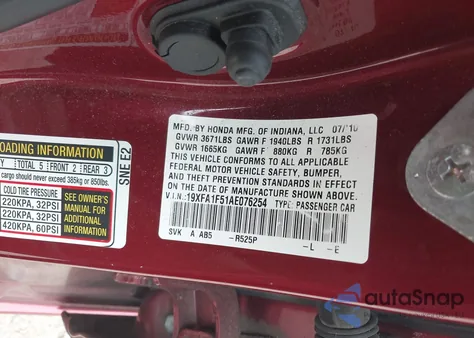 MFD. BY HONDA MFG. OF INDIANA, LLC 07/10
GVWR 3671LBS GAWR F 1940LBS R 1731LBS
GVWR 1665KG GAWR F 880KG R 785KG
THIS VEHICLE CONFORMS TO ALL APPLICABLE
FEDERAL MOTOR VEHICLE SAFETY, BUMPER,
AND THEFT PREVENTION STANDARDS IN EFFECT
ON THE DATE OF MANUFACTURE SHOWN ABOVE.
V.I.N.: 19XFA1F51AE076254 TYPE: PASSENGER CAR
SVK A AB5 -R525P -L -E
LOADING INFORMATION
TOTAL 5 FRONT 2 REAR 3
cargo should never exceed 385kg or 850lbs.
SNE E2
COLD TIRE PRESSURE
220KPA, 32PSI
220KPA, 32PSI
420KPA, 60PSI
SEE OWNER'S
MANUAL FOR
ADDITIONAL
INFORMATION
autoSnap